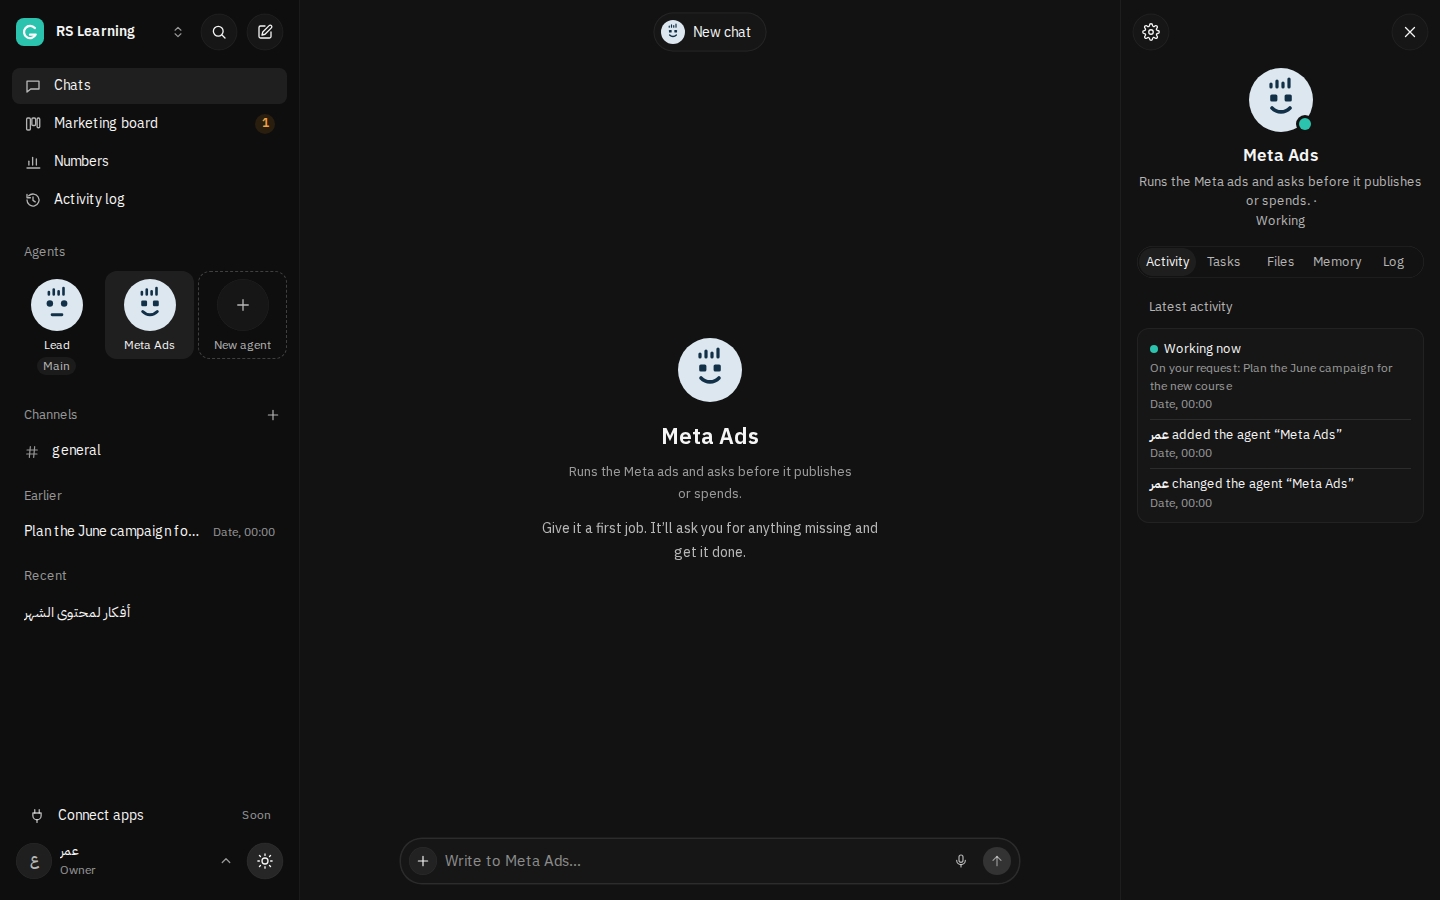 RS Learning
Chats
Marketing board
1
Numbers
Activity log
Agents
Lead
Main
Meta Ads
New agent
Channels
general
Earlier
Plan the June campaign fo...
Date, 00:00
Recent
أفكار لمحتوى الشهر
Connect apps
Soon
ع
عمر
Owner
New chat
Meta Ads
Runs the Meta ads and asks before it publishes
or spends.
Give it a first job. It’ll ask you for anything missing and
get it done.
Write to Meta Ads...
Meta Ads
Runs the Meta ads and asks before it publishes
or spends. ·
Working
Activity
Tasks
Files
Memory
Log
Latest activity
Working now
On your request: Plan the June campaign for
the new course
Date, 00:00
عمر added the agent “Meta Ads”
Date, 00:00
عمر changed the agent “Meta Ads”
Date, 00:00